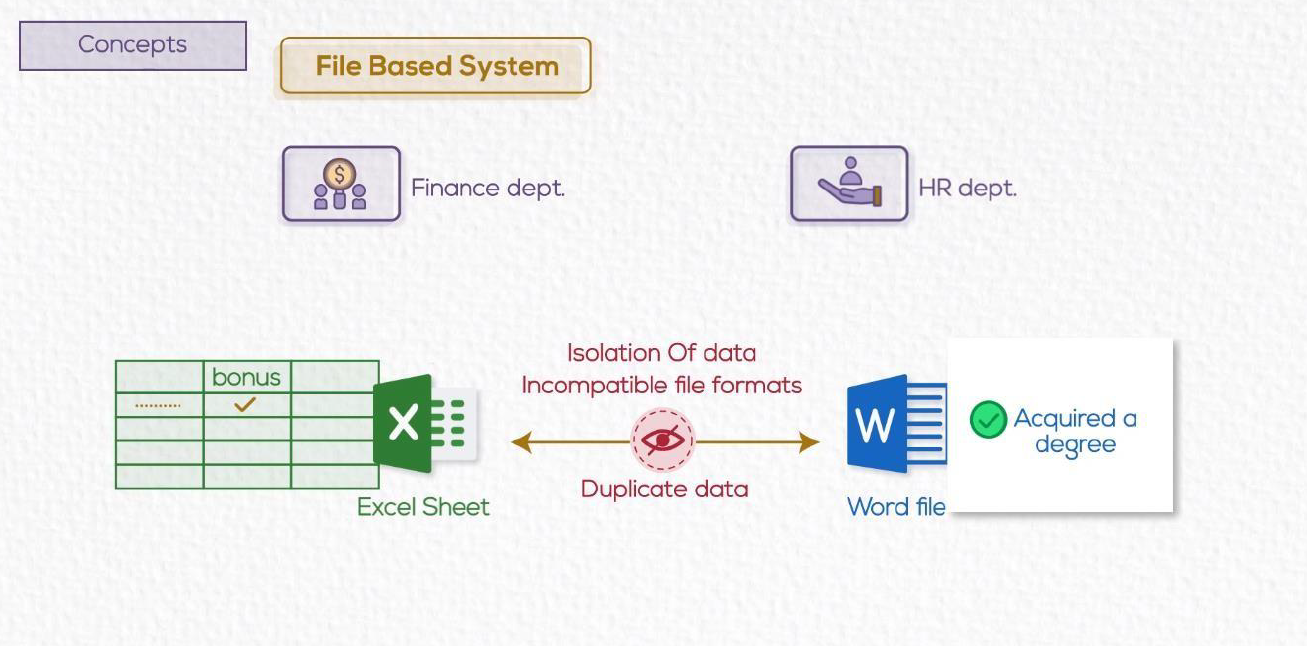 Concepts
File Based System
$
Finance dept.
HR dept.
Isolation Of data
Incompatible file formats
bonus
X
W
Acquired a
degree
Duplicate data
Excel Sheet
Word file